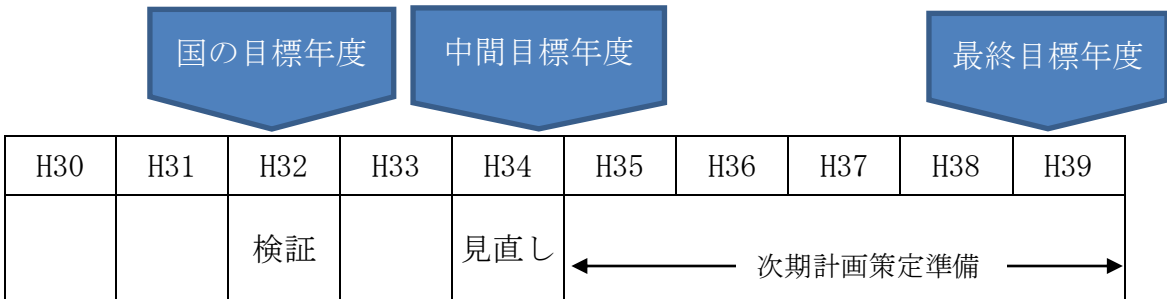 国の目標年度
中間目標年度
最終目標年度
H30 H31 H32 H33 H34 H35 H36 H37 H38 H39
検証 見直し 次期計画策定準備